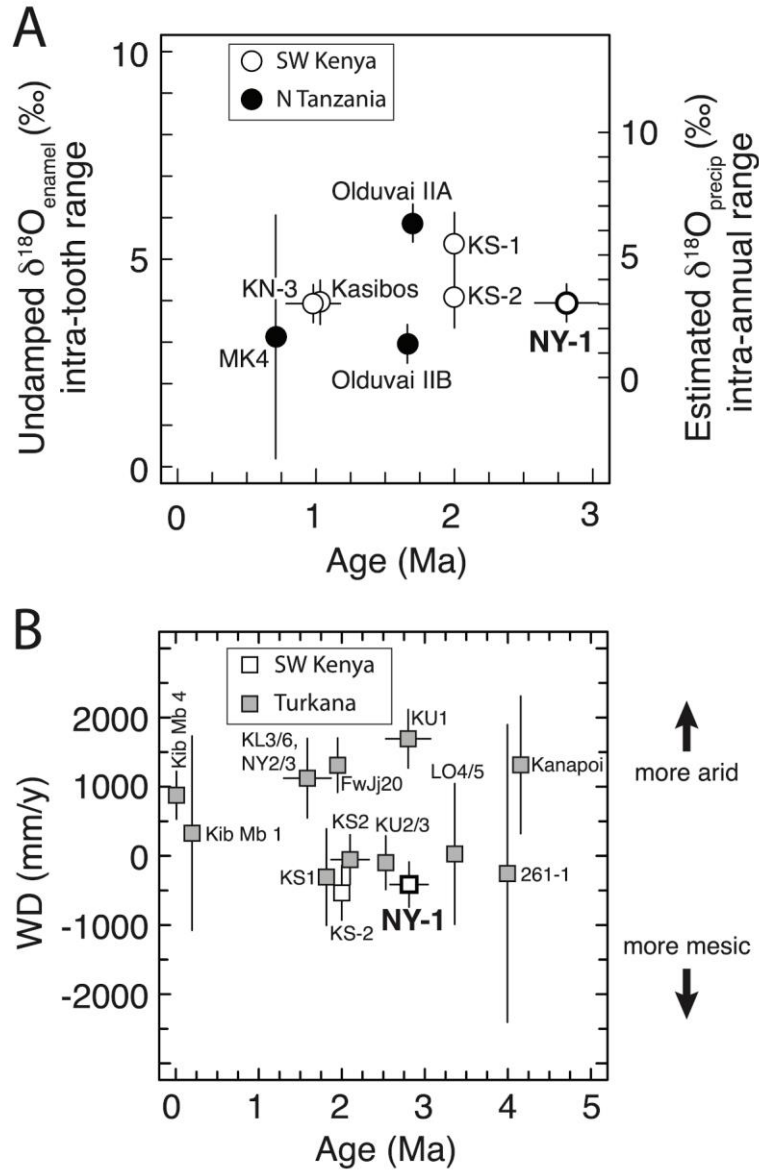 A
Undamped δ¹⁸Oenamel (‰)
intra-tooth range
10
5
0
SW Kenya
N Tanzania
Olduvai IIA
KS-1
KN-3
Kasibos
KS-2
MK4
Olduvai IIB
NY-1
10
5
0
Estimated δ¹⁸Oprecip (‰)
intra-annual range
0 1 2 3
Age (Ma)
B
WD (mm/y)
2000
1000
0
-1000
-2000
SW Kenya
Turkana
Kib Mb 4
KL3/6,
NY2/3
KU1
FwJj20
LO4/5
Kanapoi
Kib Mb 1
KS2
KU2/3
KS1
261-1
KS-2
NY-1
more arid
more mesic
0 1 2 3 4 5
Age (Ma)